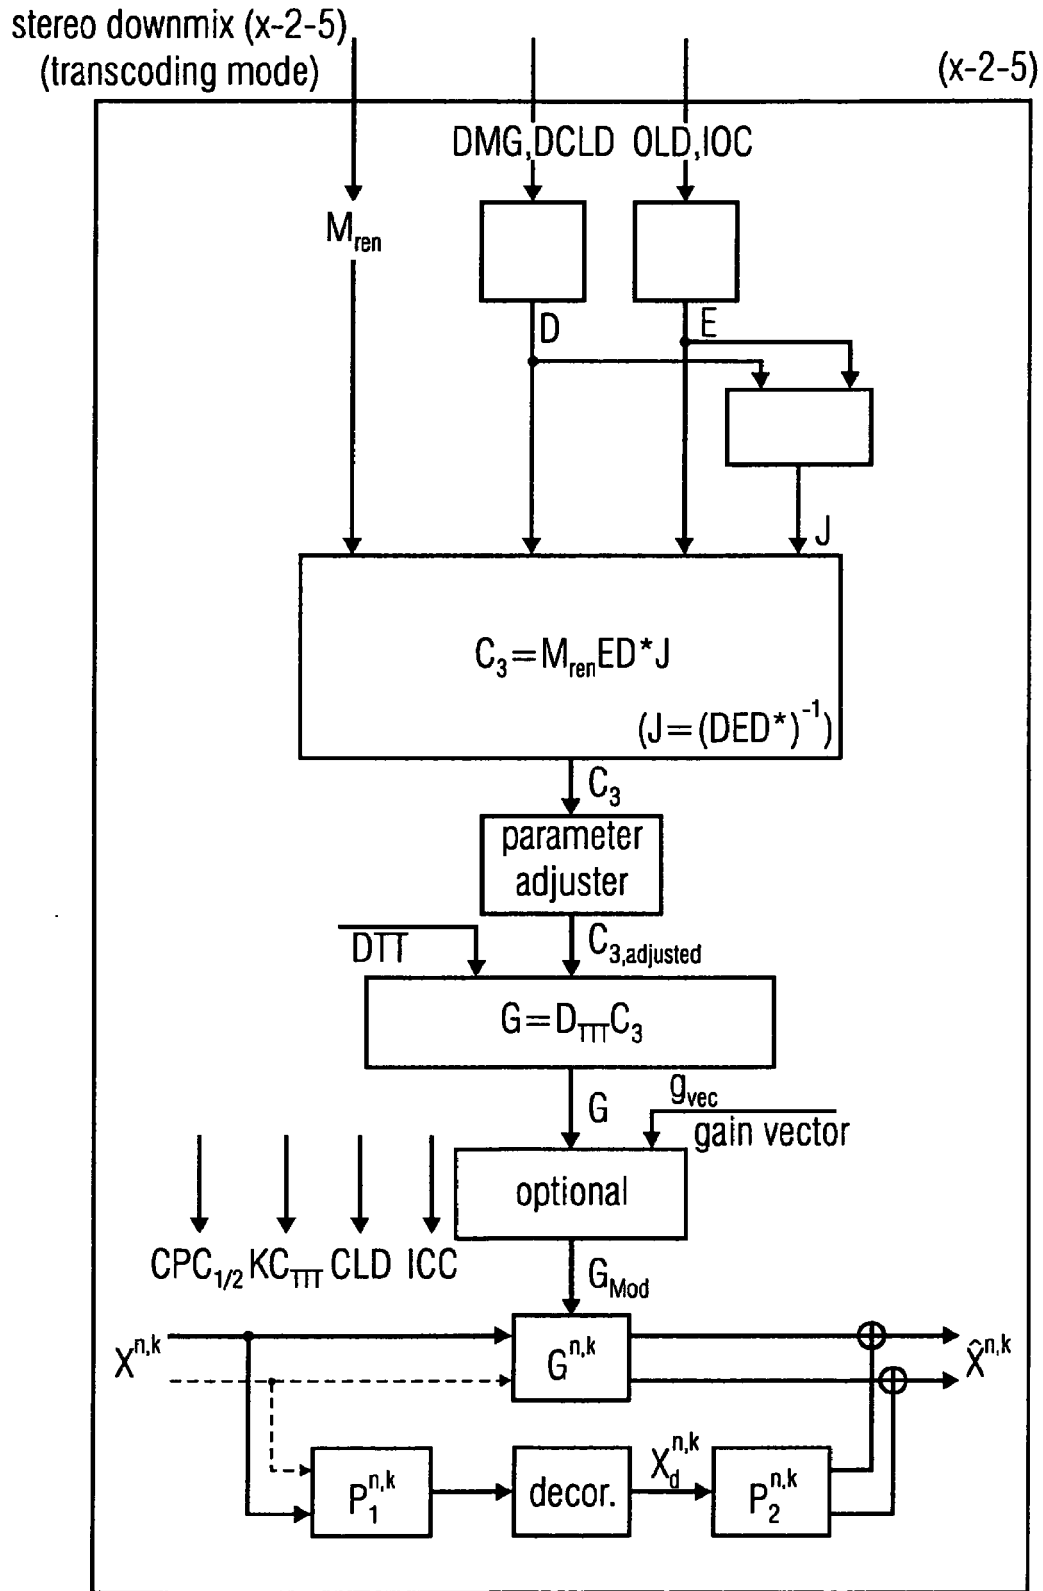 stereo downmix (x-2-5)
(transcoding mode)
(x-2-5)
DMG,DCLD OLD,IOC
M_ren
D
E
J
C_3=M_ren ED*J
(J=(DED*)^-1)
C_3
parameter
adjuster
DTT
C_3,adjusted
G=D_TTT C_3
G
g_vec
gain vector
optional
CPC_1/2 KC_TTT CLD ICC
G_Mod
X^n,k
G^n,k
X̂^n,k
P_1^n,k
decor.
X_d^n,k
P_2^n,k